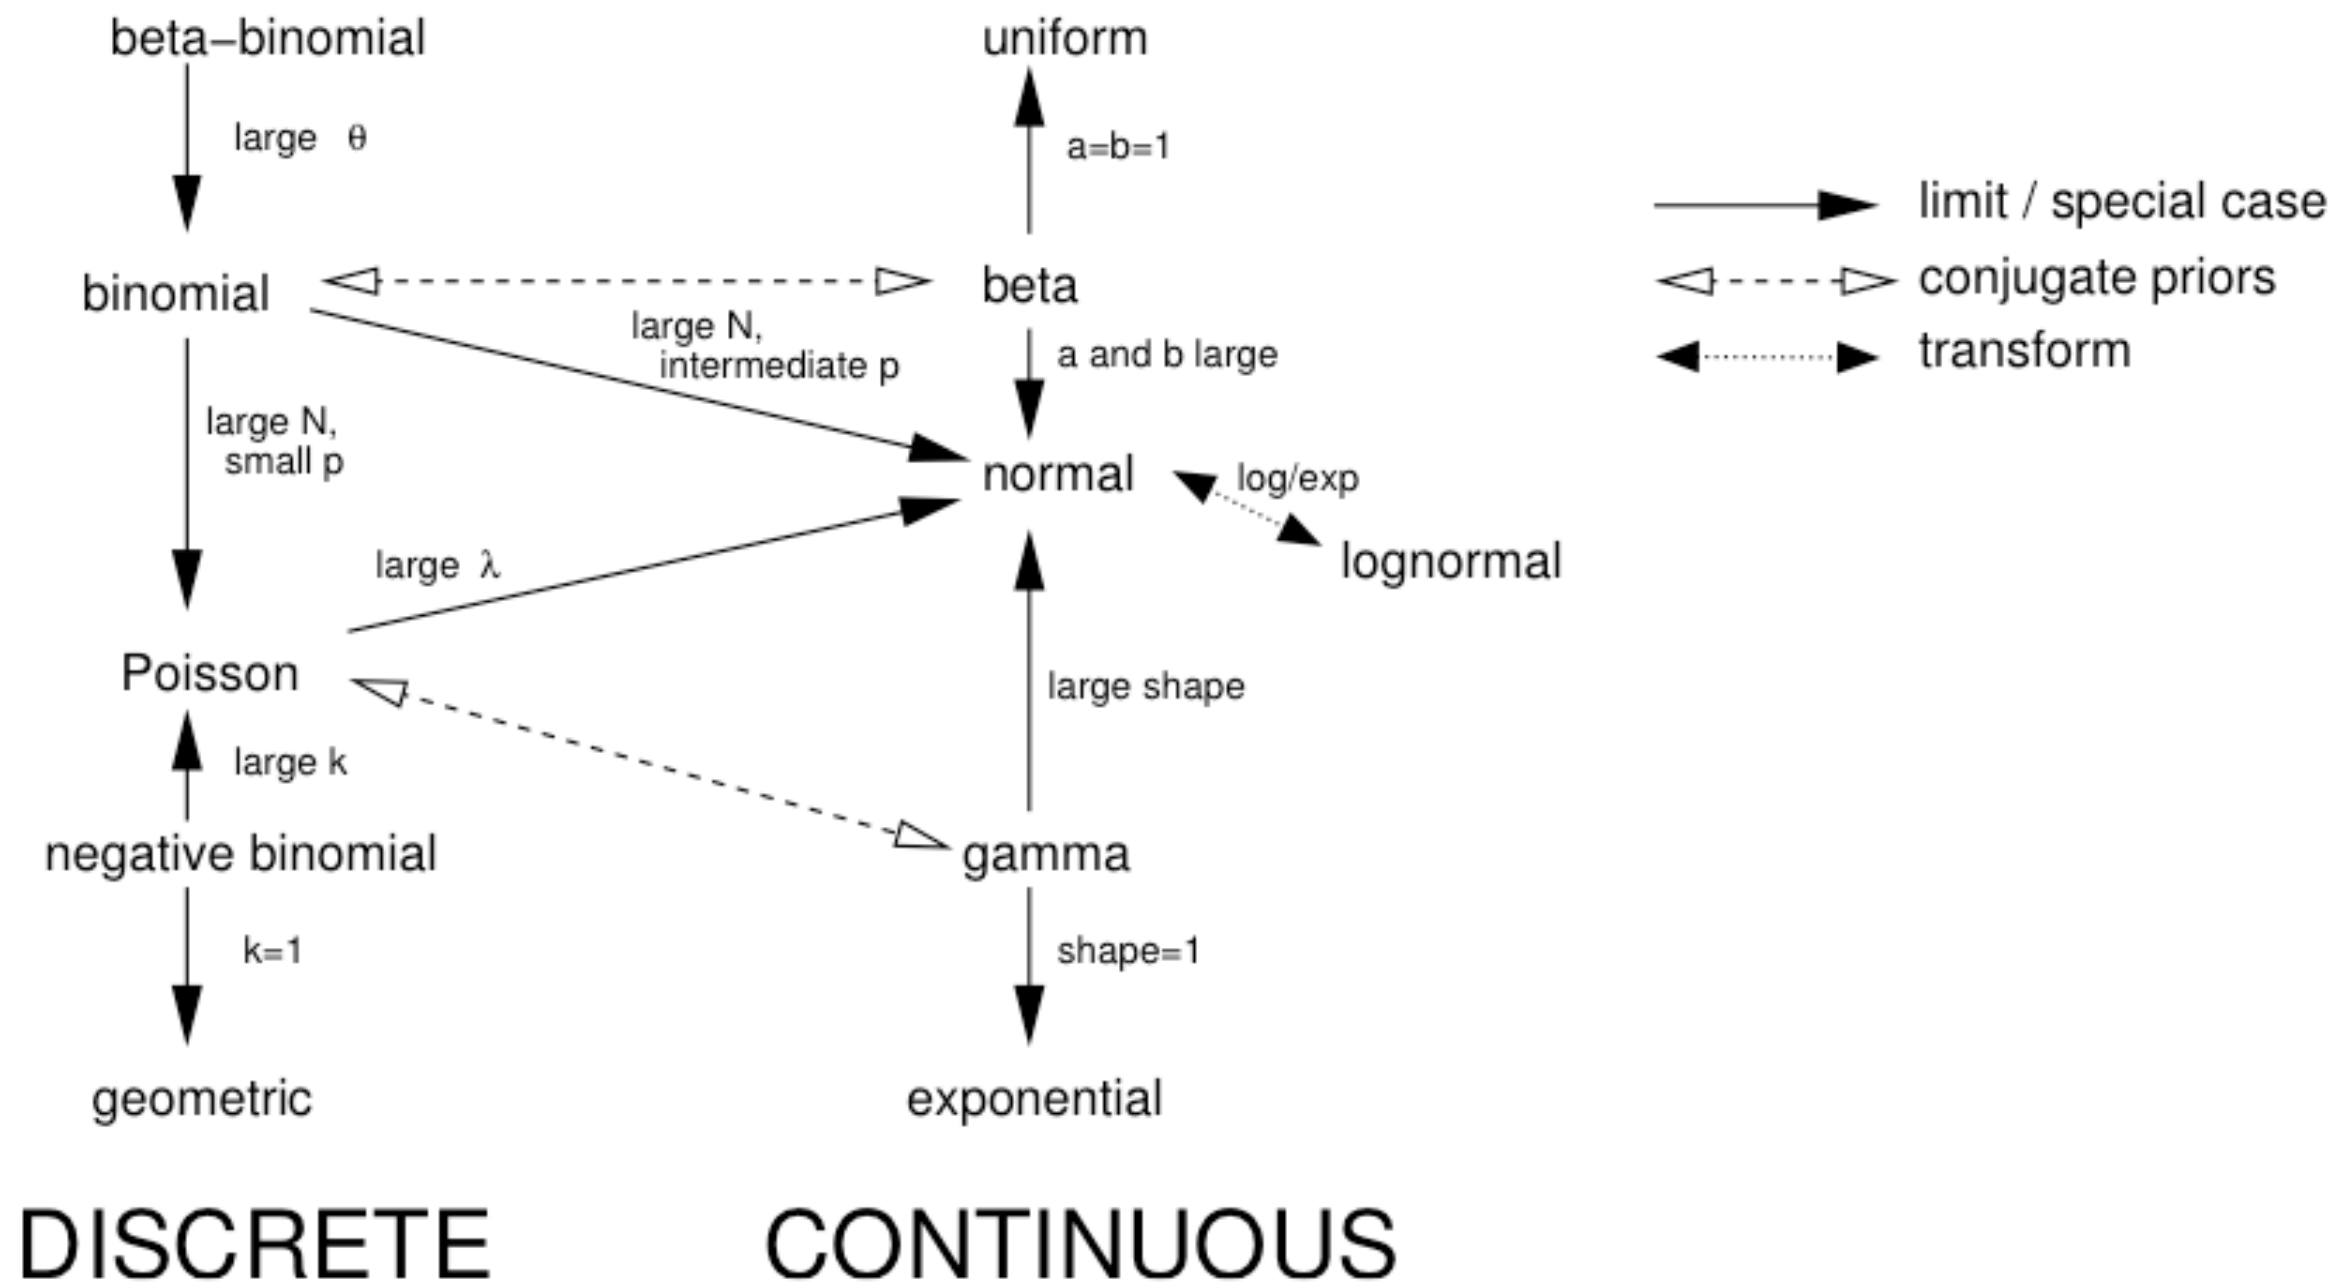 beta–binomial
uniform
large θ
a=b=1
limit / special case
binomial
beta
conjugate priors
large N,
intermediate p
a and b large
transform
large N,
small p
normal
log/exp
lognormal
large λ
Poisson
large shape
large k
negative binomial
gamma
k=1
shape=1
geometric
exponential
DISCRETE
CONTINUOUS